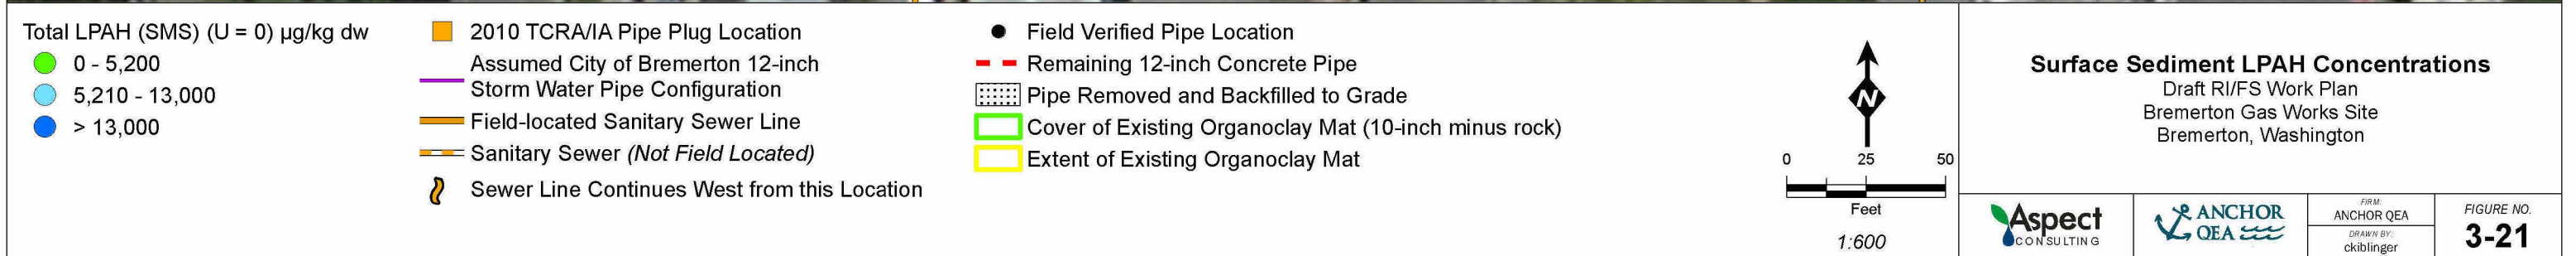 Total LPAH (SMS) (U = 0) µg/kg dw
0 - 5,200
5,210 - 13,000
> 13,000
2010 TCRA/IA Pipe Plug Location
Assumed City of Bremerton 12-inch
Storm Water Pipe Configuration
Field-located Sanitary Sewer Line
Sanitary Sewer (Not Field Located)
Sewer Line Continues West from this Location
Field Verified Pipe Location
Remaining 12-inch Concrete Pipe
Pipe Removed and Backfilled to Grade
Cover of Existing Organoclay Mat (10-inch minus rock)
Extent of Existing Organoclay Mat
N
0 25 50
Feet
1:600
Surface Sediment LPAH Concentrations
Draft RI/FS Work Plan
Bremerton Gas Works Site
Bremerton, Washington
Aspect
CONSULTING
ANCHOR
QEA
FIRM:
ANCHOR QEA
DRAWN BY:
ckiblinger
FIGURE NO.
3-21